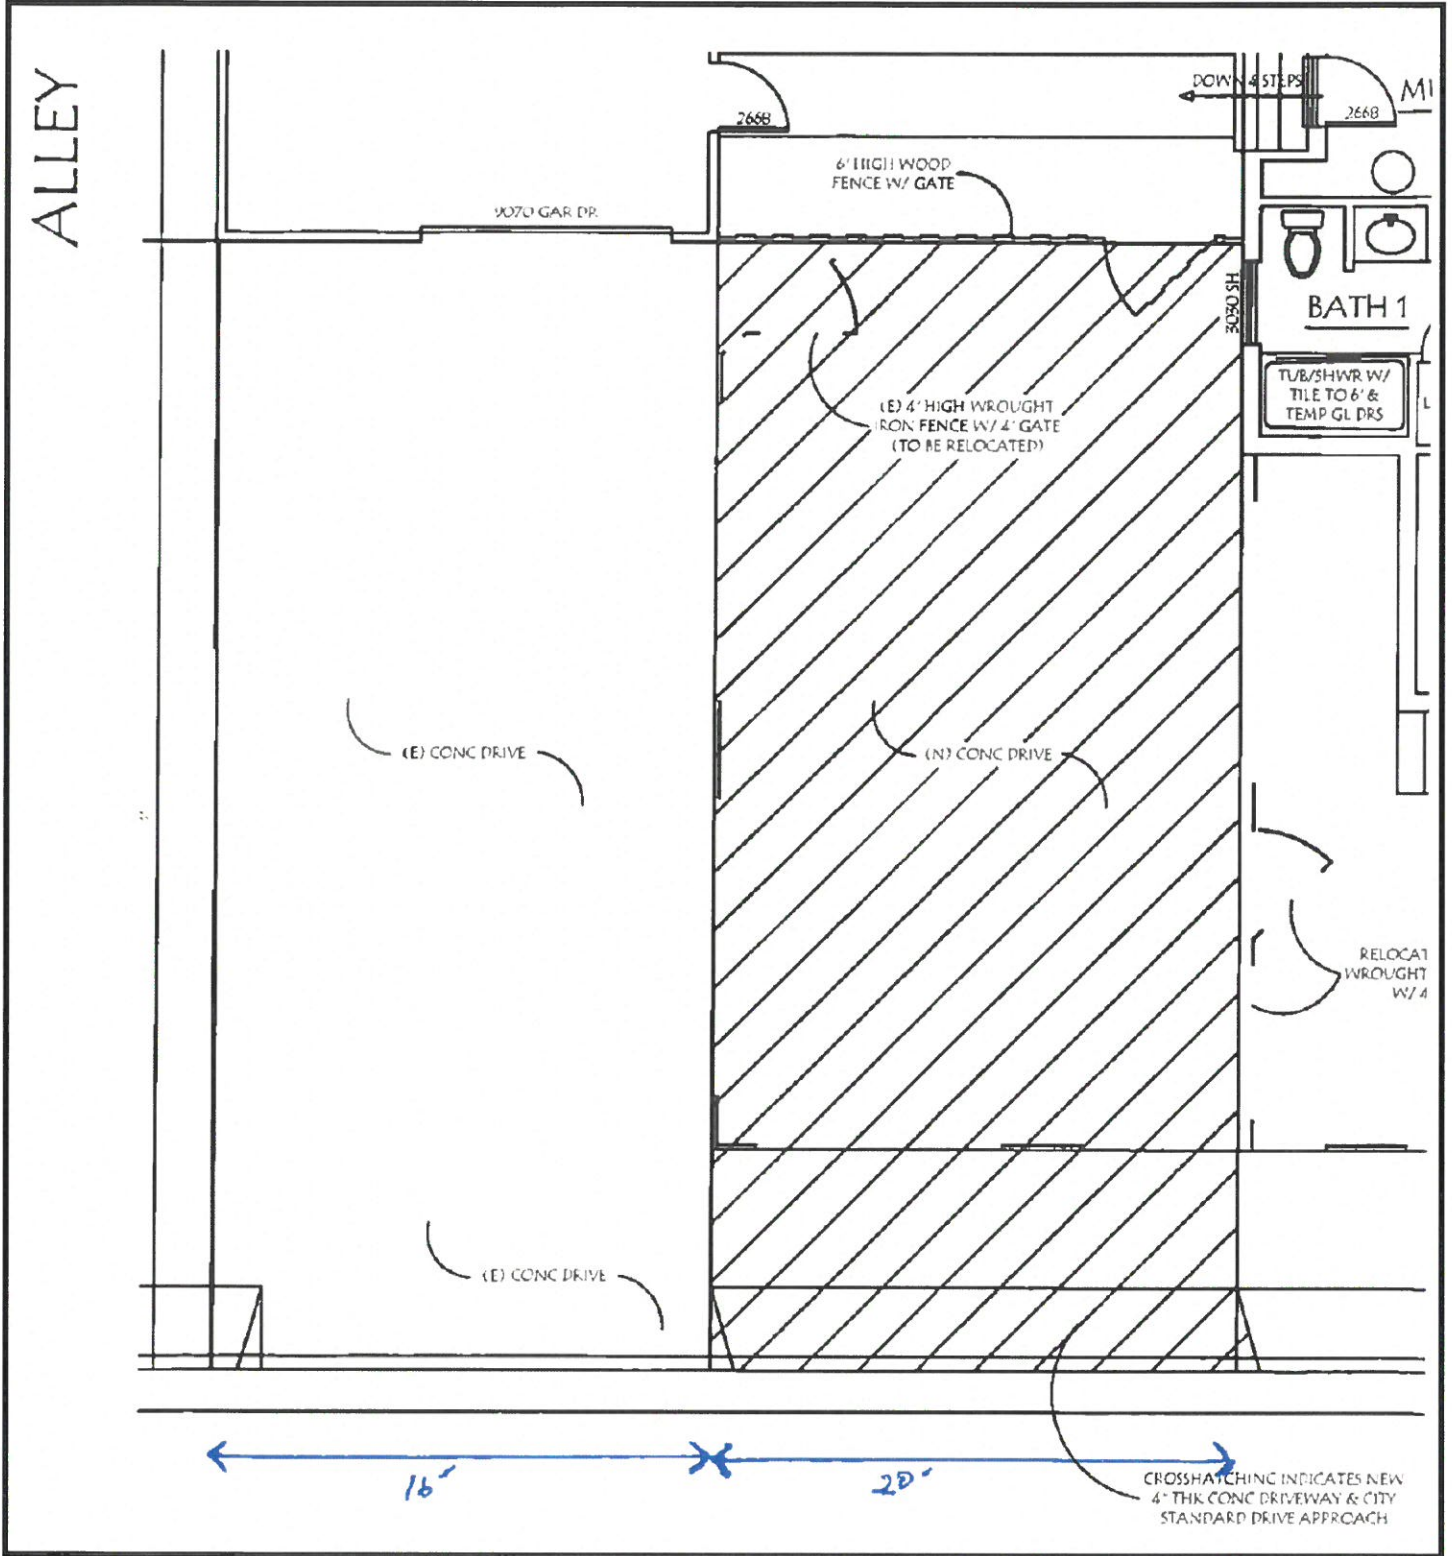 ALLEY
DOWN 4 STEPS
2668
2668
6' HIGH WOOD
FENCE W/ GATE
9070 GAR DR
3030 SH
BATH 1
TUB/SHWR W/
TILE TO 6' &
TEMP GL DRS
(E) 4' HIGH WROUGHT
IRON FENCE W/ 4' GATE
(TO BE RELOCATED)
(E) CONC DRIVE
(N) CONC DRIVE
RELOCAT
WROUGHT
W/ 4
(E) CONC DRIVE
16'
20'
CROSSHATCHING INDICATES NEW
4" THK CONC DRIVEWAY & CITY
STANDARD DRIVE APPROACH